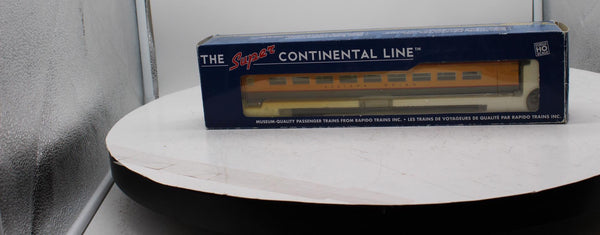 THE Super CONTINENTAL LINE™
HO
MUSEUM-QUALITY PASSENGER TRAINS FROM RAPIDO TRAINS INC. • LES TRAINS DE VOYAGEURS DE QUALITÉ PAR RAPIDO TRAINS INC.